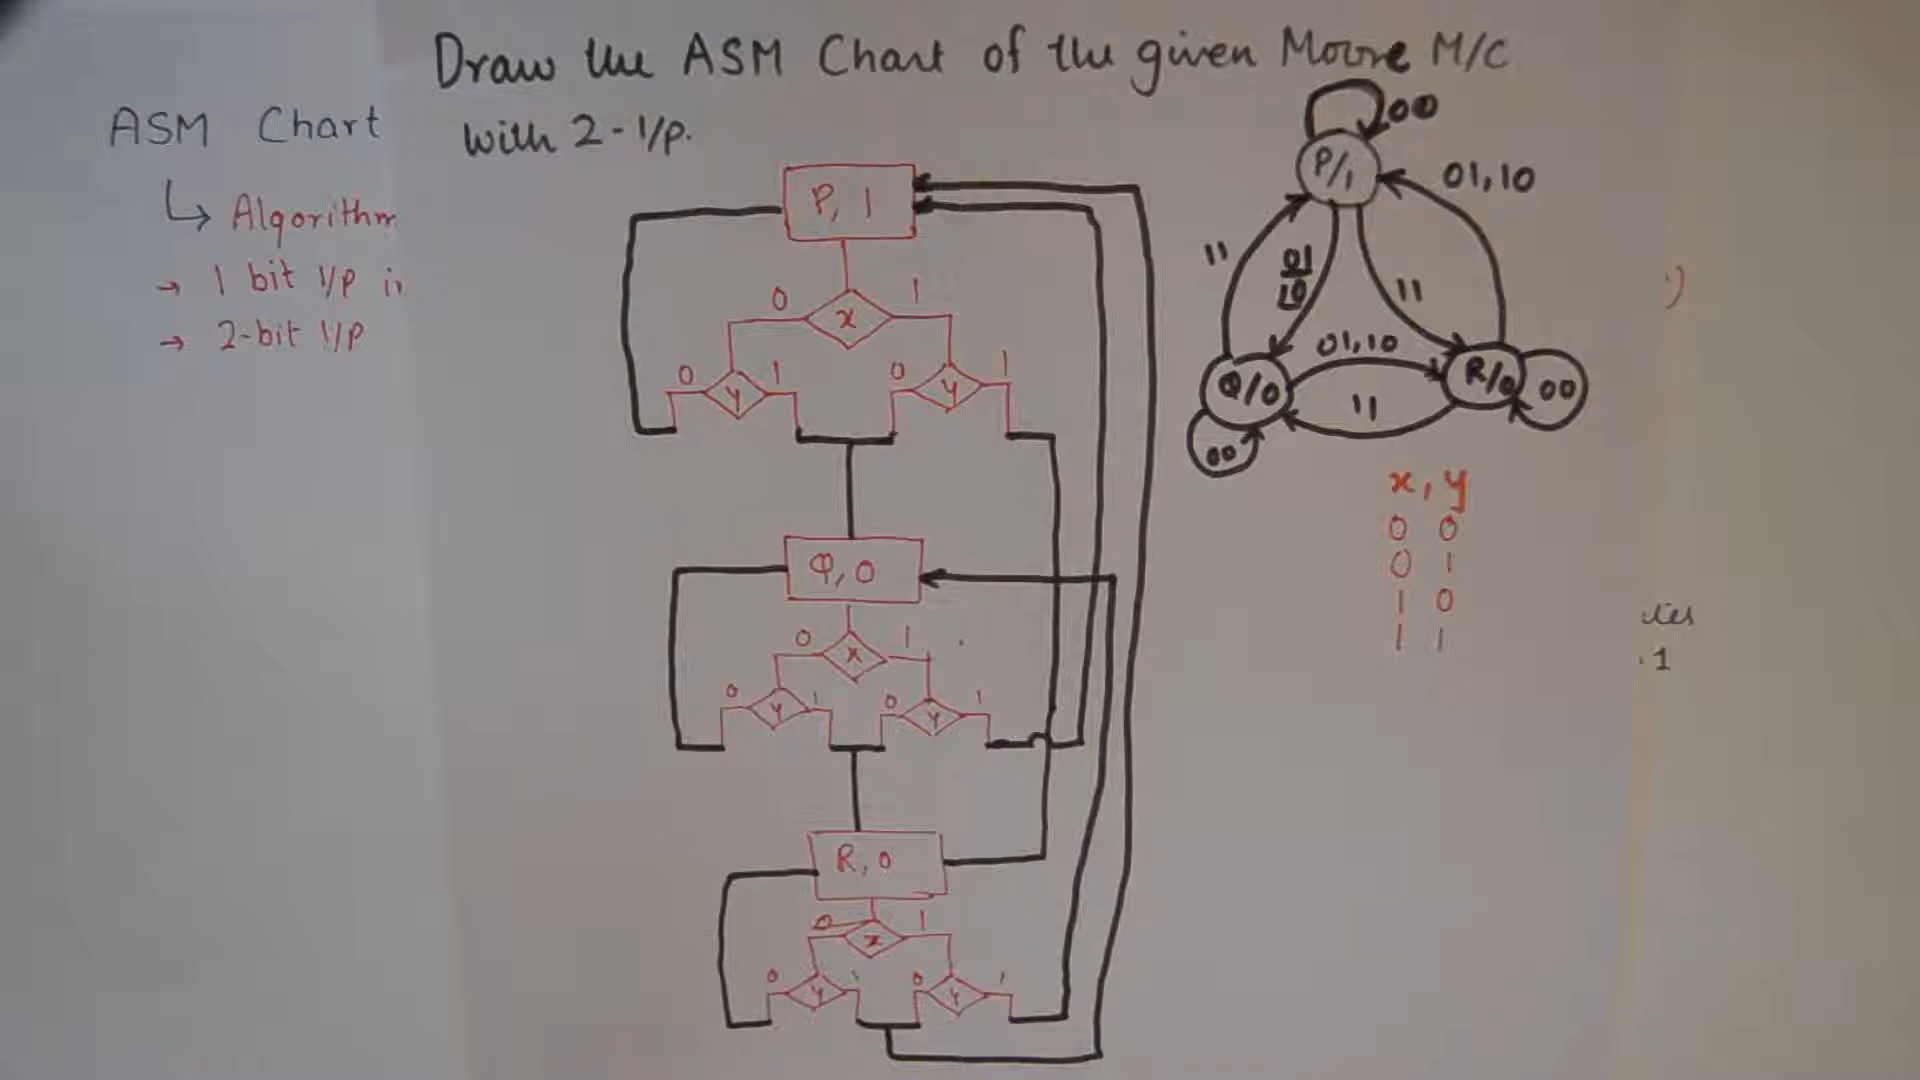 Draw the ASM Chart of the given Moore M/C
with 2-I/p.
ASM Chart
↳ Algorithm
→ 1 bit I/P
→ 2-bit I/P
P, 1
0 X 1
0 Y 1
0 Y 1
Q, 0
0 X 1
0 Y 1
0 Y 1
R, 0
0 x 1
0 Y 1
0 Y 1
00
P/1
01,10
11
01
10
11
01,10
Q/0
R/0
00
11
00
x, y
0 0
0 1
1 0
1 1
.1